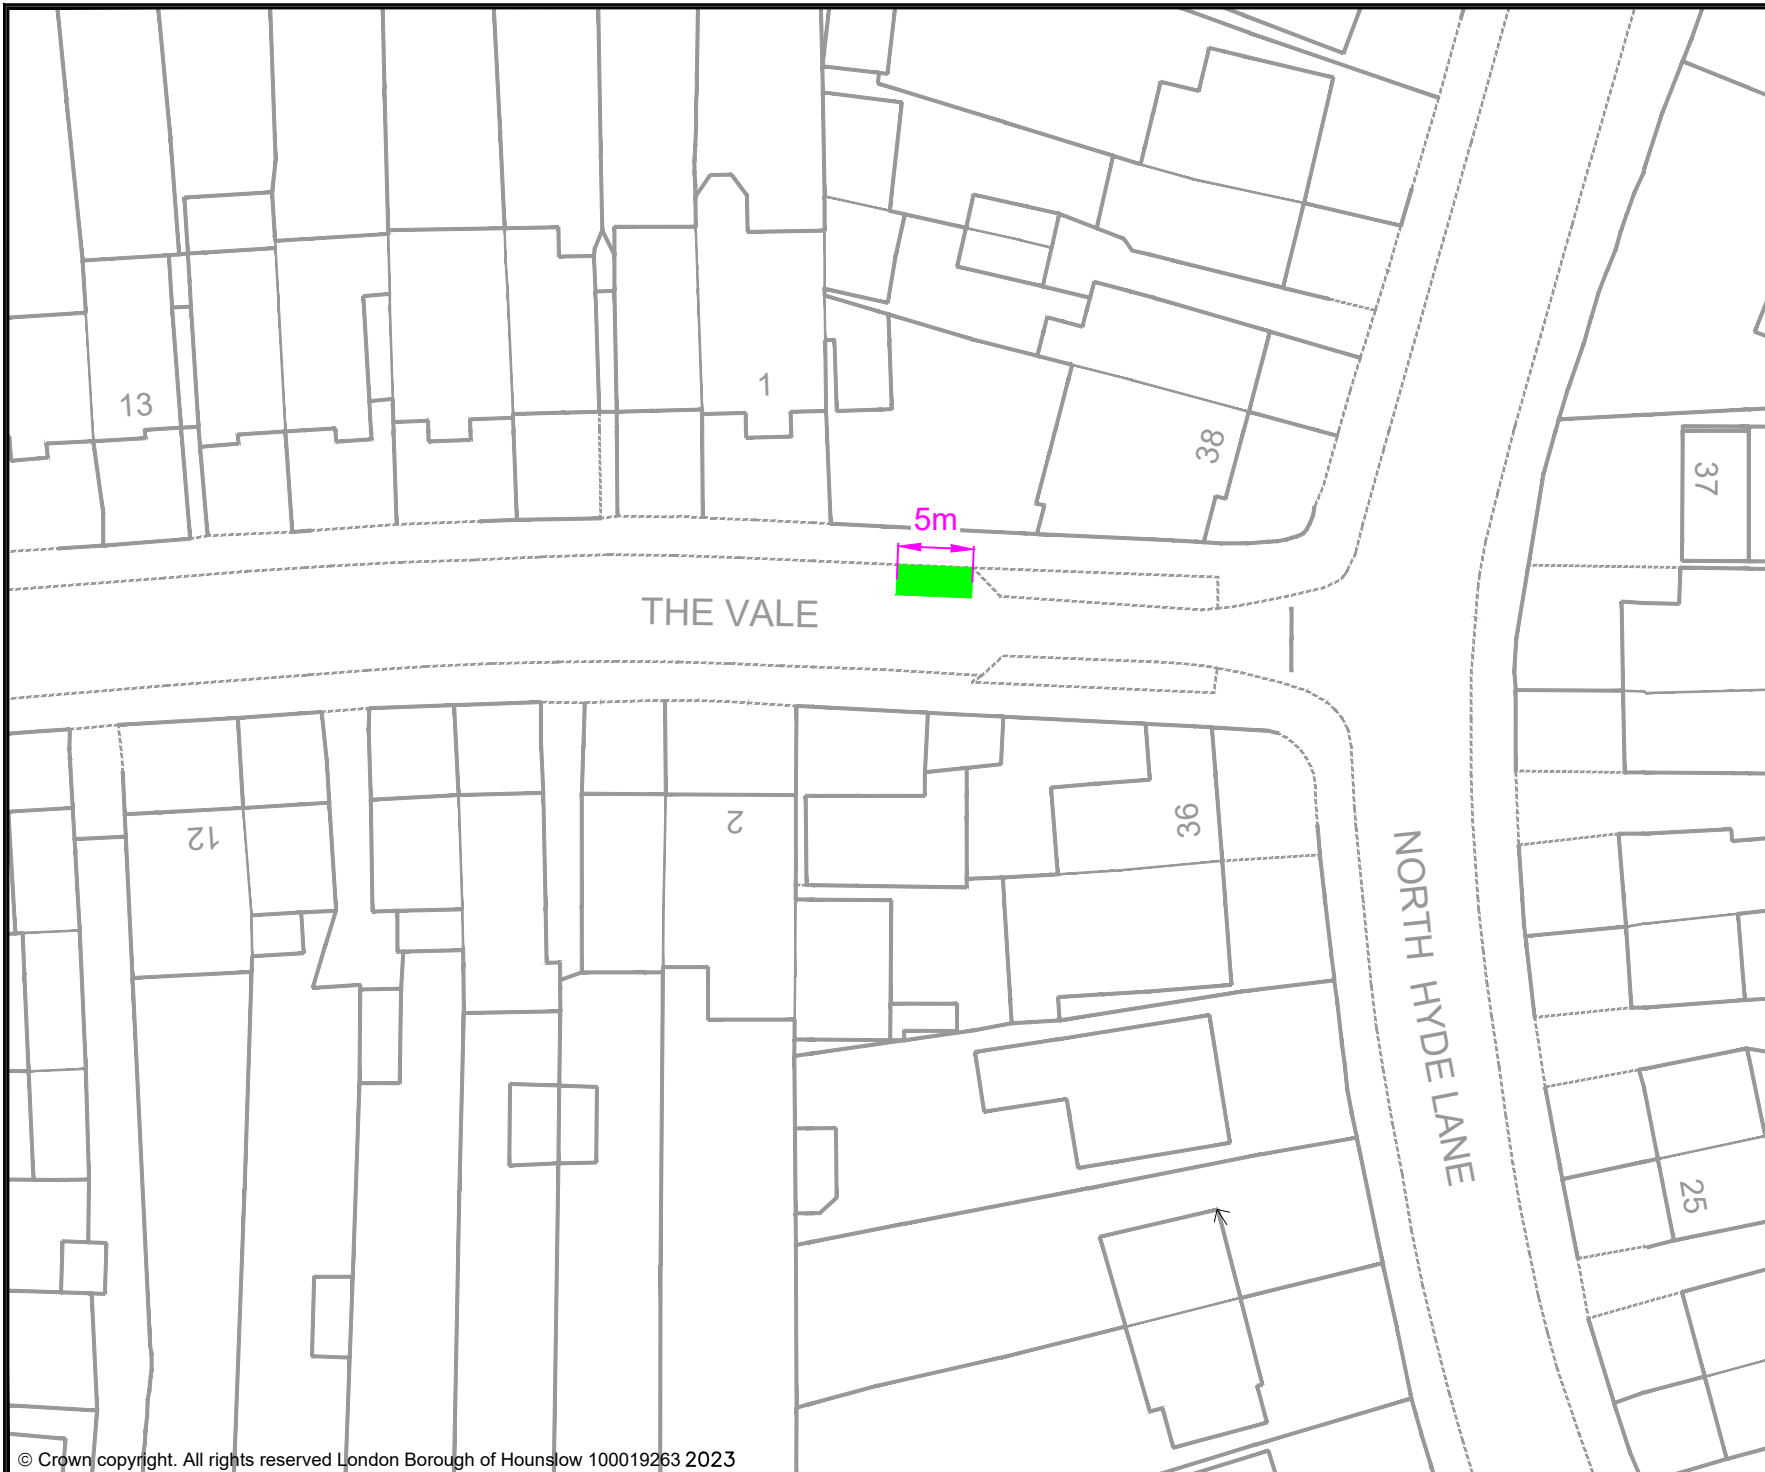 13
1
38
37
5m
THE VALE
12
2
36
NORTH HYDE LANE
25
© Crown copyright. All rights reserved London Borough of Hounslow 100019263 2023